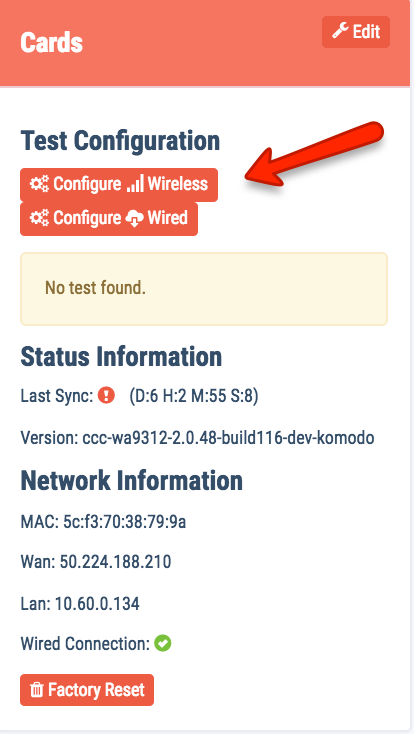 Cards
Edit
Test Configuration
Configure Wireless
Configure Wired
No test found.
Status Information
Last Sync: (D:6 H:2 M:55 S:8)
Version: ccc-wa9312-2.0.48-build116-dev-komodo
Network Information
MAC: 5c:f3:70:38:79:9a
Wan: 50.224.188.210
Lan: 10.60.0.134
Wired Connection:
Factory Reset